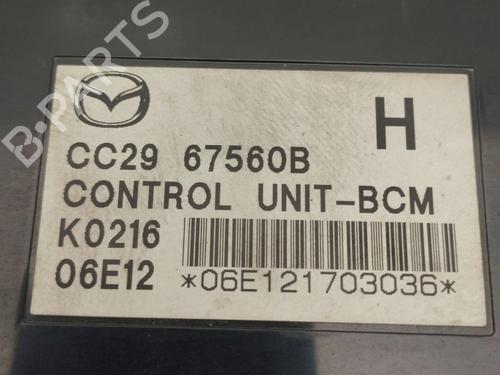 B-PARTS
H
CC29 67560B
CONTROL UNIT-BCM
K0216
06E12 *06E121703036*